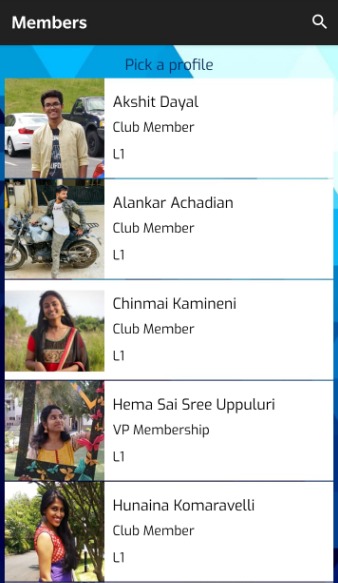 Members
Pick a profile
Akshit Dayal
Club Member
L1
Alankar Achadian
Club Member
L1
Chinmai Kamineni
Club Member
L1
Hema Sai Sree Uppuluri
VP Membership
L1
Hunaina Komaravelli
Club Member
L1